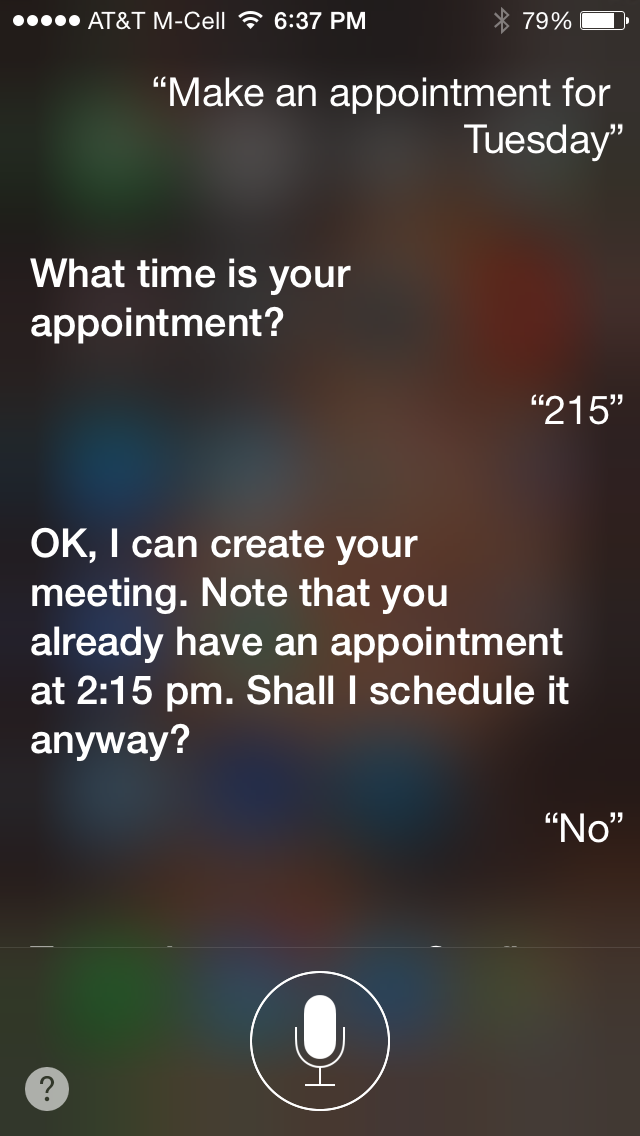 AT&T M-Cell 6:37 PM 79%
“Make an appointment for
Tuesday”
What time is your
appointment?
“215”
OK, I can create your
meeting. Note that you
already have an appointment
at 2:15 pm. Shall I schedule it
anyway?
“No”
?